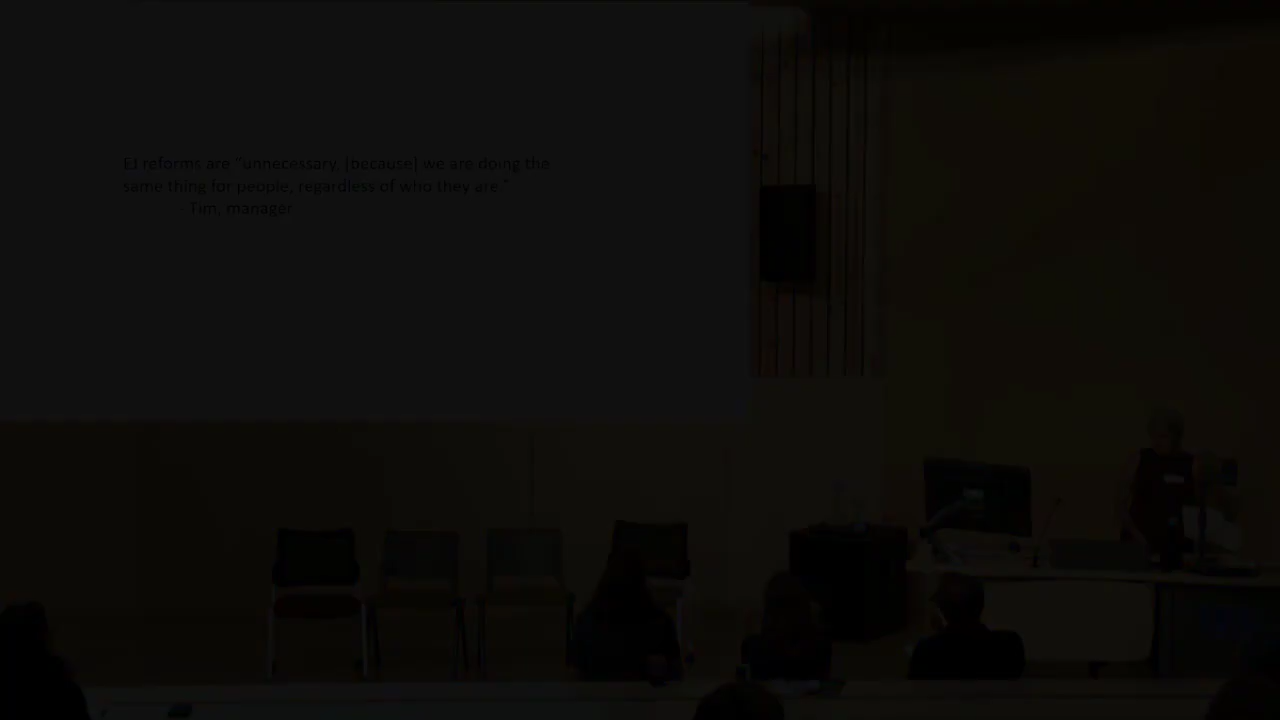 EJ reforms are "unnecessary, [because] we are doing the
same thing for people, regardless of who they are."
- Tim, manager